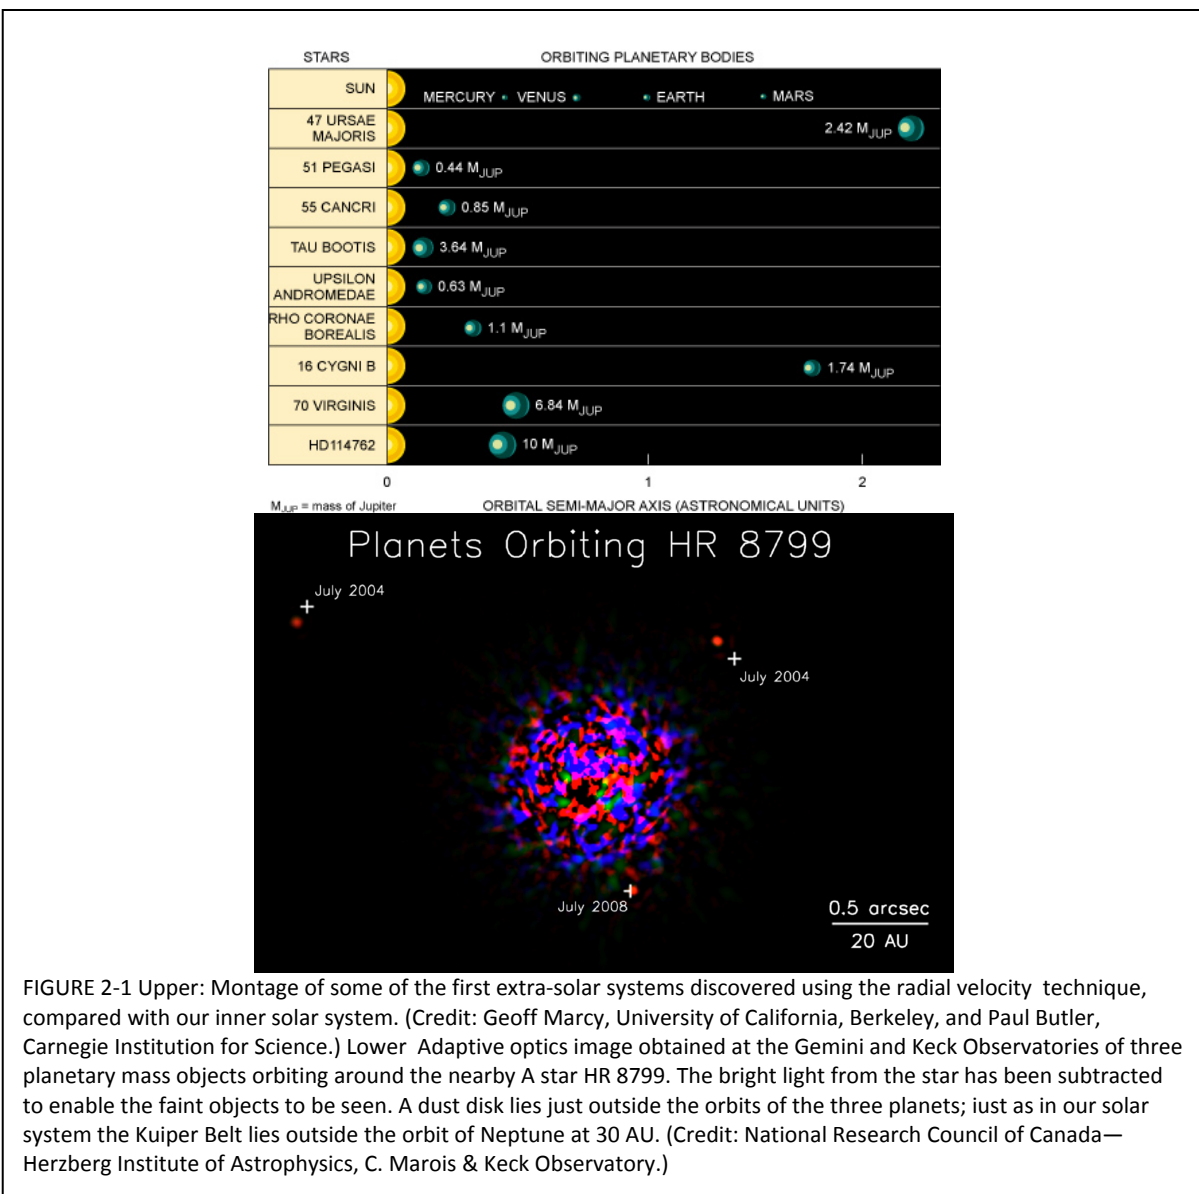 STARS ORBITING PLANETARY BODIES
SUN MERCURY VENUS EARTH MARS
47 URSAE
MAJORIS 2.42 MJUP
51 PEGASI 0.44 MJUP
55 CANCRI 0.85 MJUP
TAU BOOTIS 3.64 MJUP
UPSILON
ANDROMEDAE 0.63 MJUP
RHO CORONAE
BOREALIS 1.1 MJUP
16 CYGNI B 1.74 MJUP
70 VIRGINIS 6.84 MJUP
HD114762 10 MJUP
0 1 2
MJUP = mass of Jupiter ORBITAL SEMI-MAJOR AXIS (ASTRONOMICAL UNITS)
Planets Orbiting HR 8799
July 2004
July 2004
July 2008
0.5 arcsec
20 AU
FIGURE 2-1 Upper: Montage of some of the first extra-solar systems discovered using the radial velocity technique,
compared with our inner solar system. (Credit: Geoff Marcy, University of California, Berkeley, and Paul Butler,
Carnegie Institution for Science.) Lower Adaptive optics image obtained at the Gemini and Keck Observatories of three
planetary mass objects orbiting around the nearby A star HR 8799. The bright light from the star has been subtracted
to enable the faint objects to be seen. A dust disk lies just outside the orbits of the three planets; iust as in our solar
system the Kuiper Belt lies outside the orbit of Neptune at 30 AU. (Credit: National Research Council of Canada—
Herzberg Institute of Astrophysics, C. Marois & Keck Observatory.)